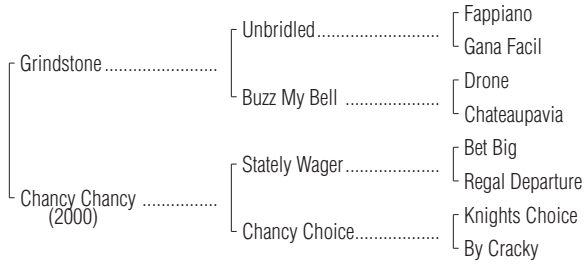 Fappiano
Unbridled
Gana Facil
Grindstone
Drone
Buzz My Bell
Chateaupavia
Bet Big
Stately Wager
Regal Departure
Chancy Chancy
(2000)
Knights Choice
Chancy Choice
By Cracky